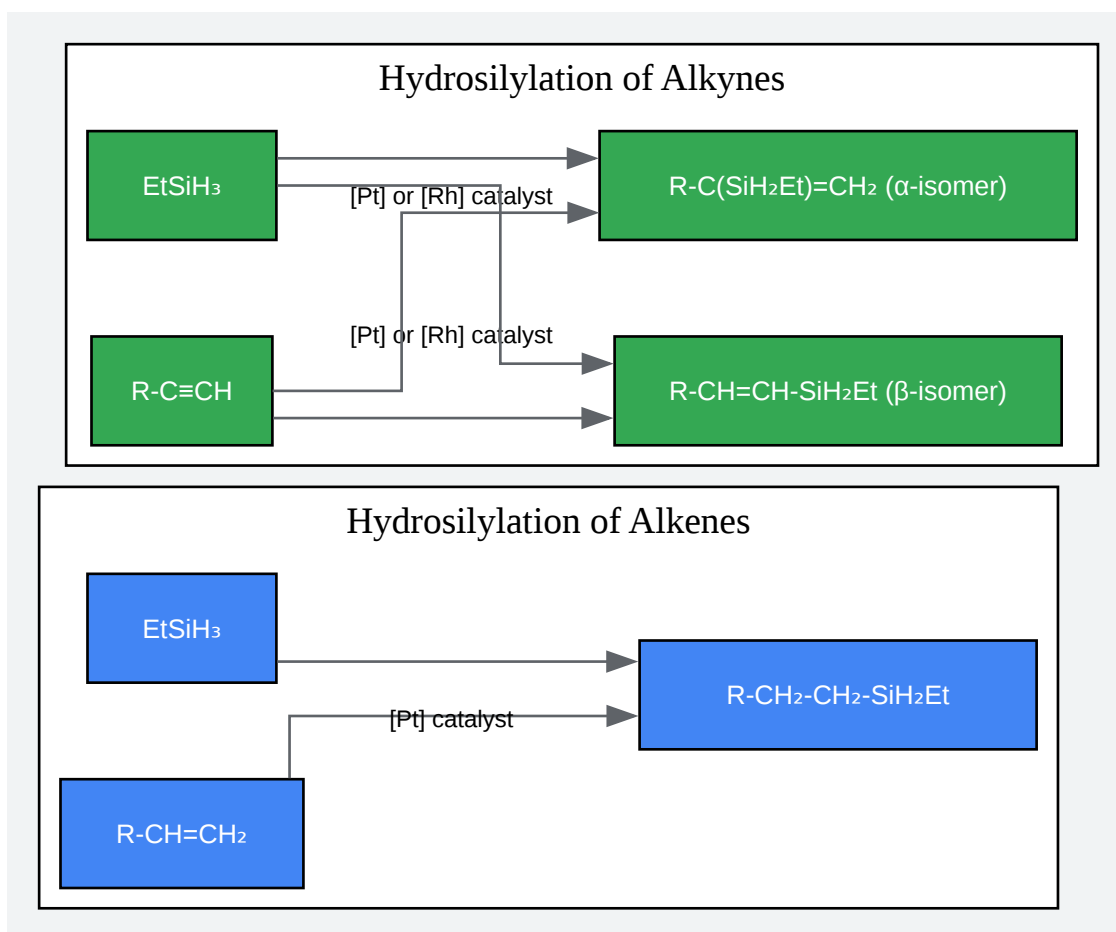 Hydrosilylation of Alkynes
EtSiH₃
R-C(SiH₂Et)=CH₂ (α-isomer)
[Pt] or [Rh] catalyst
[Pt] or [Rh] catalyst
R-C≡CH
R-CH=CH-SiH₂Et (β-isomer)
Hydrosilylation of Alkenes
EtSiH₃
R-CH₂-CH₂-SiH₂Et
[Pt] catalyst
R-CH=CH₂